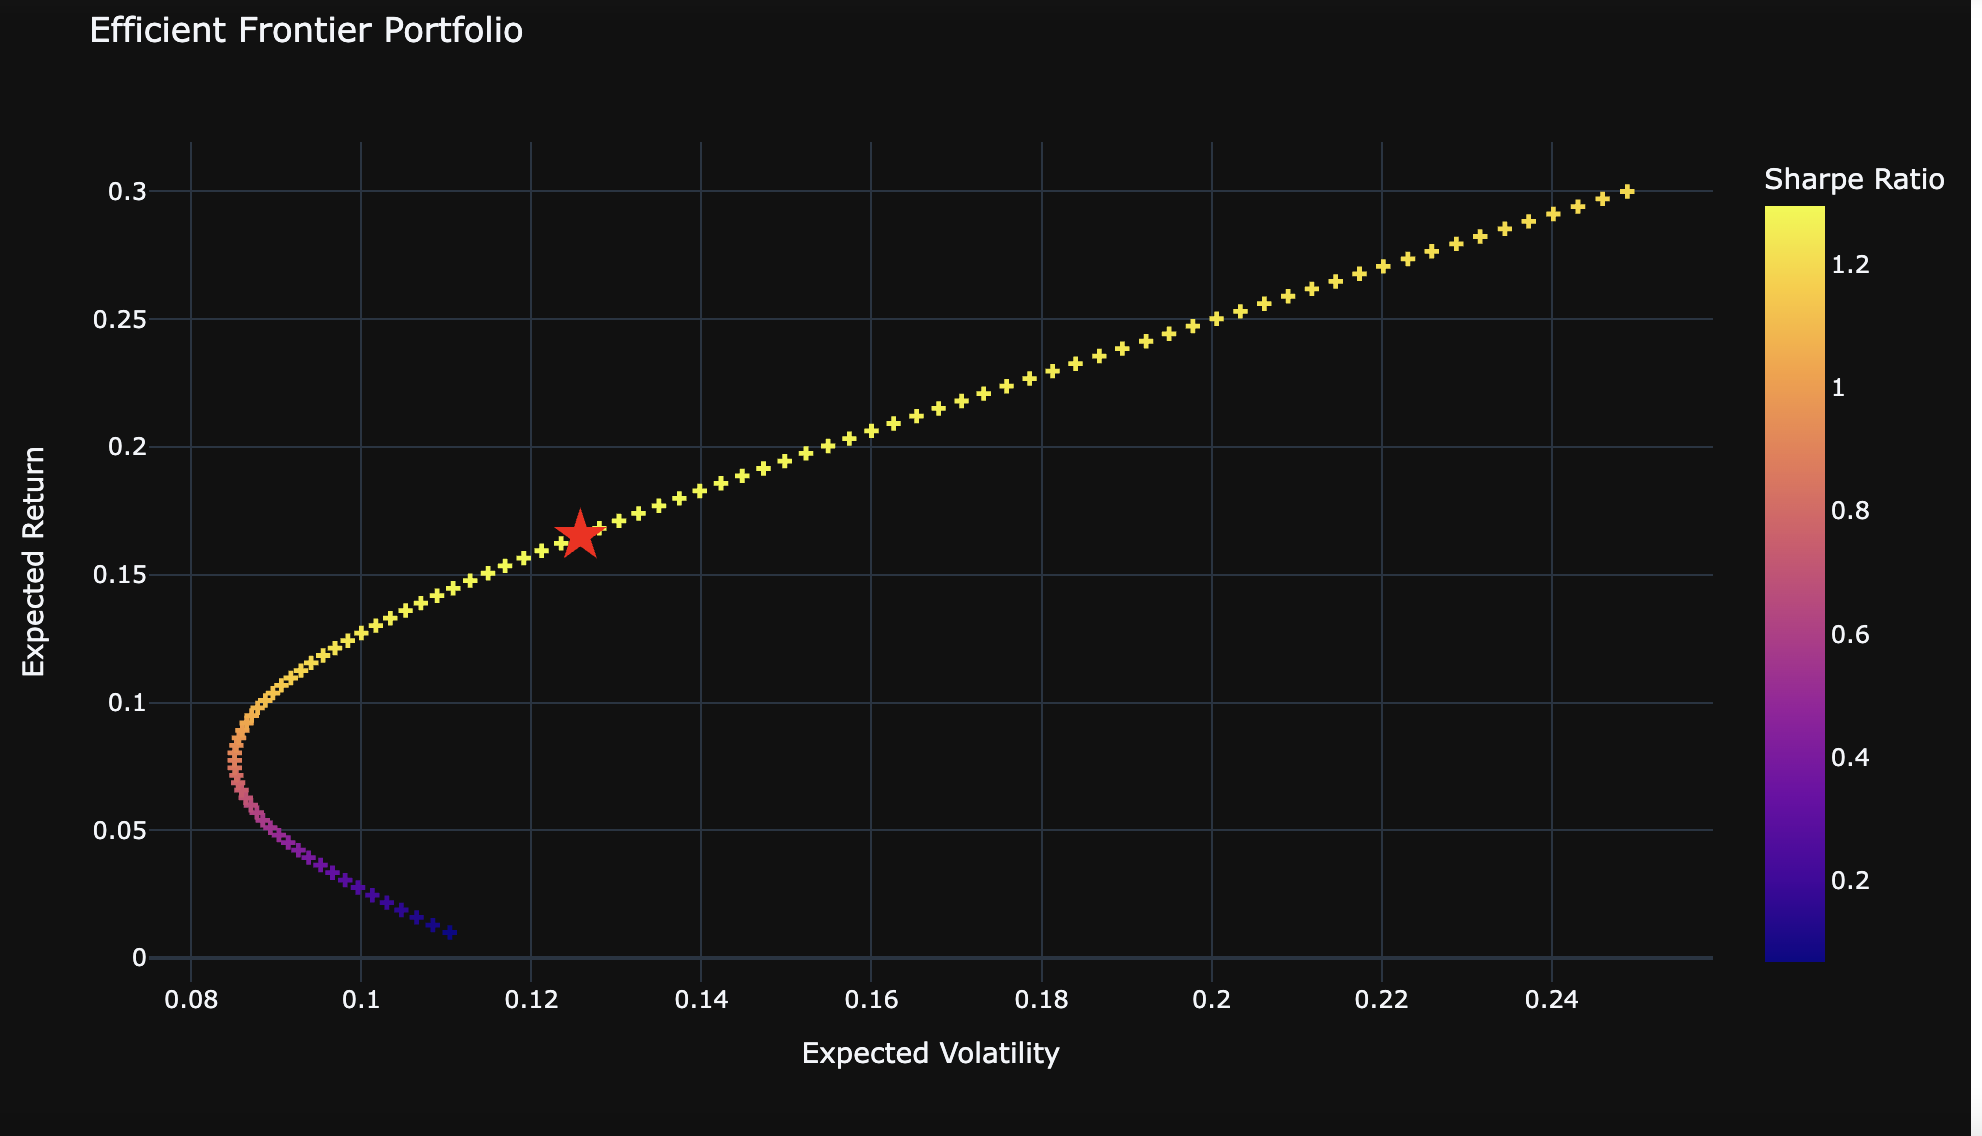 Efficient Frontier Portfolio
Sharpe Ratio
0.3
0.25
0.2
0.15
0.1
0.05
0
Expected Return
0.08 0.1 0.12 0.14 0.16 0.18 0.2 0.22 0.24
Expected Volatility
1.2
1
0.8
0.6
0.4
0.2